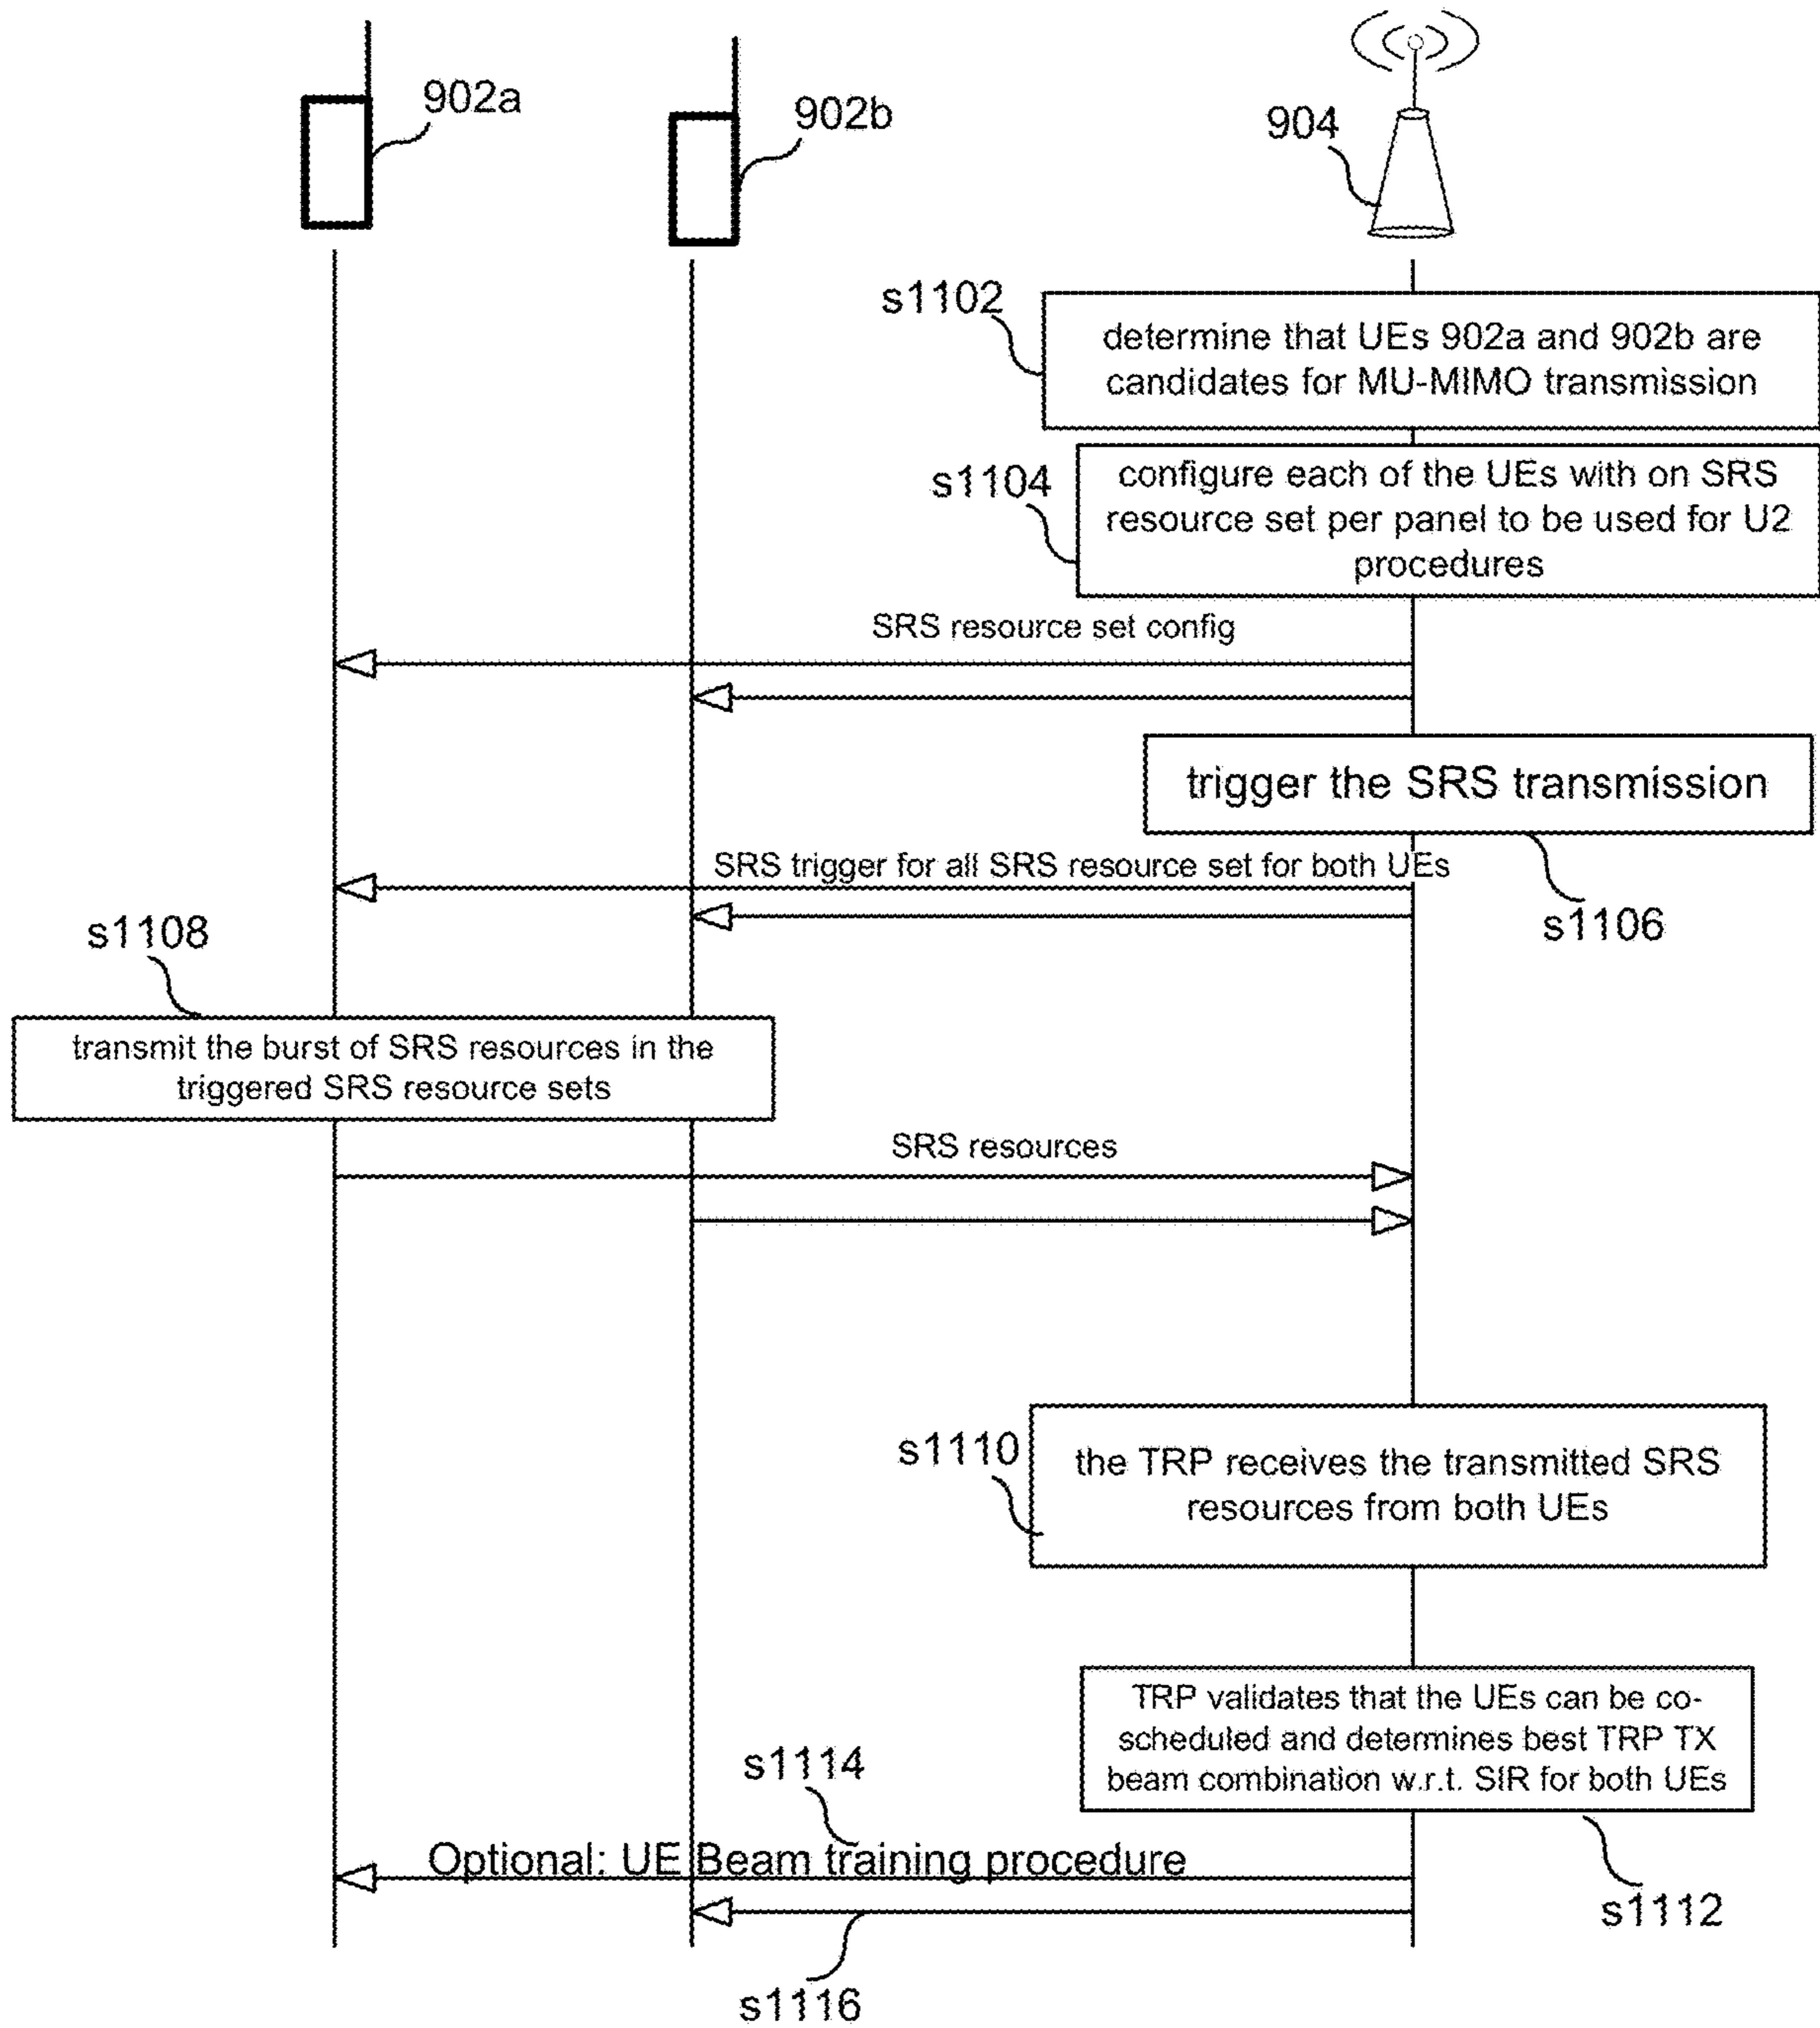 902a
902b
904
s1102
determine that UEs 902a and 902b are
candidates for MU-MIMO transmission
s1104
configure each of the UEs with on SRS
resource set per panel to be used for U2
procedures
SRS resource set config
trigger the SRS transmission
SRS trigger for all SRS resource set for both UEs
s1106
s1108
transmit the burst of SRS resources in the
triggered SRS resource sets
SRS resources
s1110
the TRP receives the transmitted SRS
resources from both UEs
TRP validates that the UEs can be co-
scheduled and determines best TRP TX
beam combination w.r.t. SIR for both UEs
s1114
Optional: UE Beam training procedure
s1112
s1116